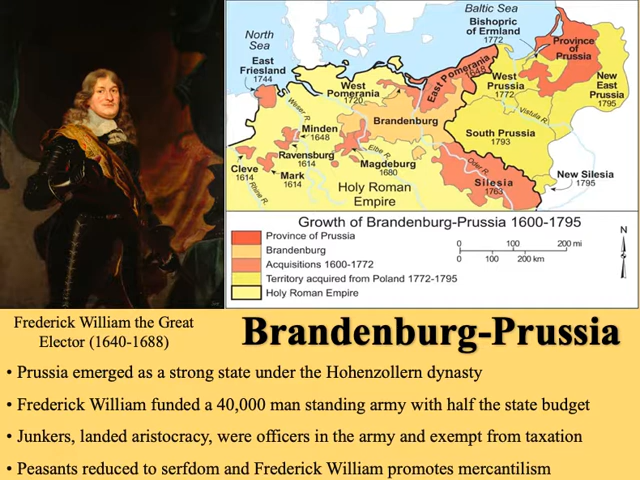 Baltic Sea
North
Sea
Bishopric
of Ermland
1772
Province
of
Prussia
East
Friesland
1744
West
Pomerania
1720
East Pomerania
1648
West
Prussia
1772
New
East
Prussia
1795
Weser R.
Brandenburg
Vistula R.
Minden
1648
South Prussia
1793
Ravensburg
1614
Elbe R.
Magdeburg
1680
Oder R.
Cleve
1614
Mark
1614
Rhine R.
Holy Roman
Empire
Silesia
1763
New Silesia
1795
Growth of Brandenburg-Prussia 1600-1795
Province of Prussia
Brandenburg
Acquisitions 1600-1772
Territory acquired from Poland 1772-1795
Holy Roman Empire
0 100 200 mi
0 100 200 km
N
Frederick William the Great
Elector (1640-1688)
Brandenburg-Prussia
• Prussia emerged as a strong state under the Hohenzollern dynasty
• Frederick William funded a 40,000 man standing army with half the state budget
• Junkers, landed aristocracy, were officers in the army and exempt from taxation
• Peasants reduced to serfdom and Frederick William promotes mercantilism